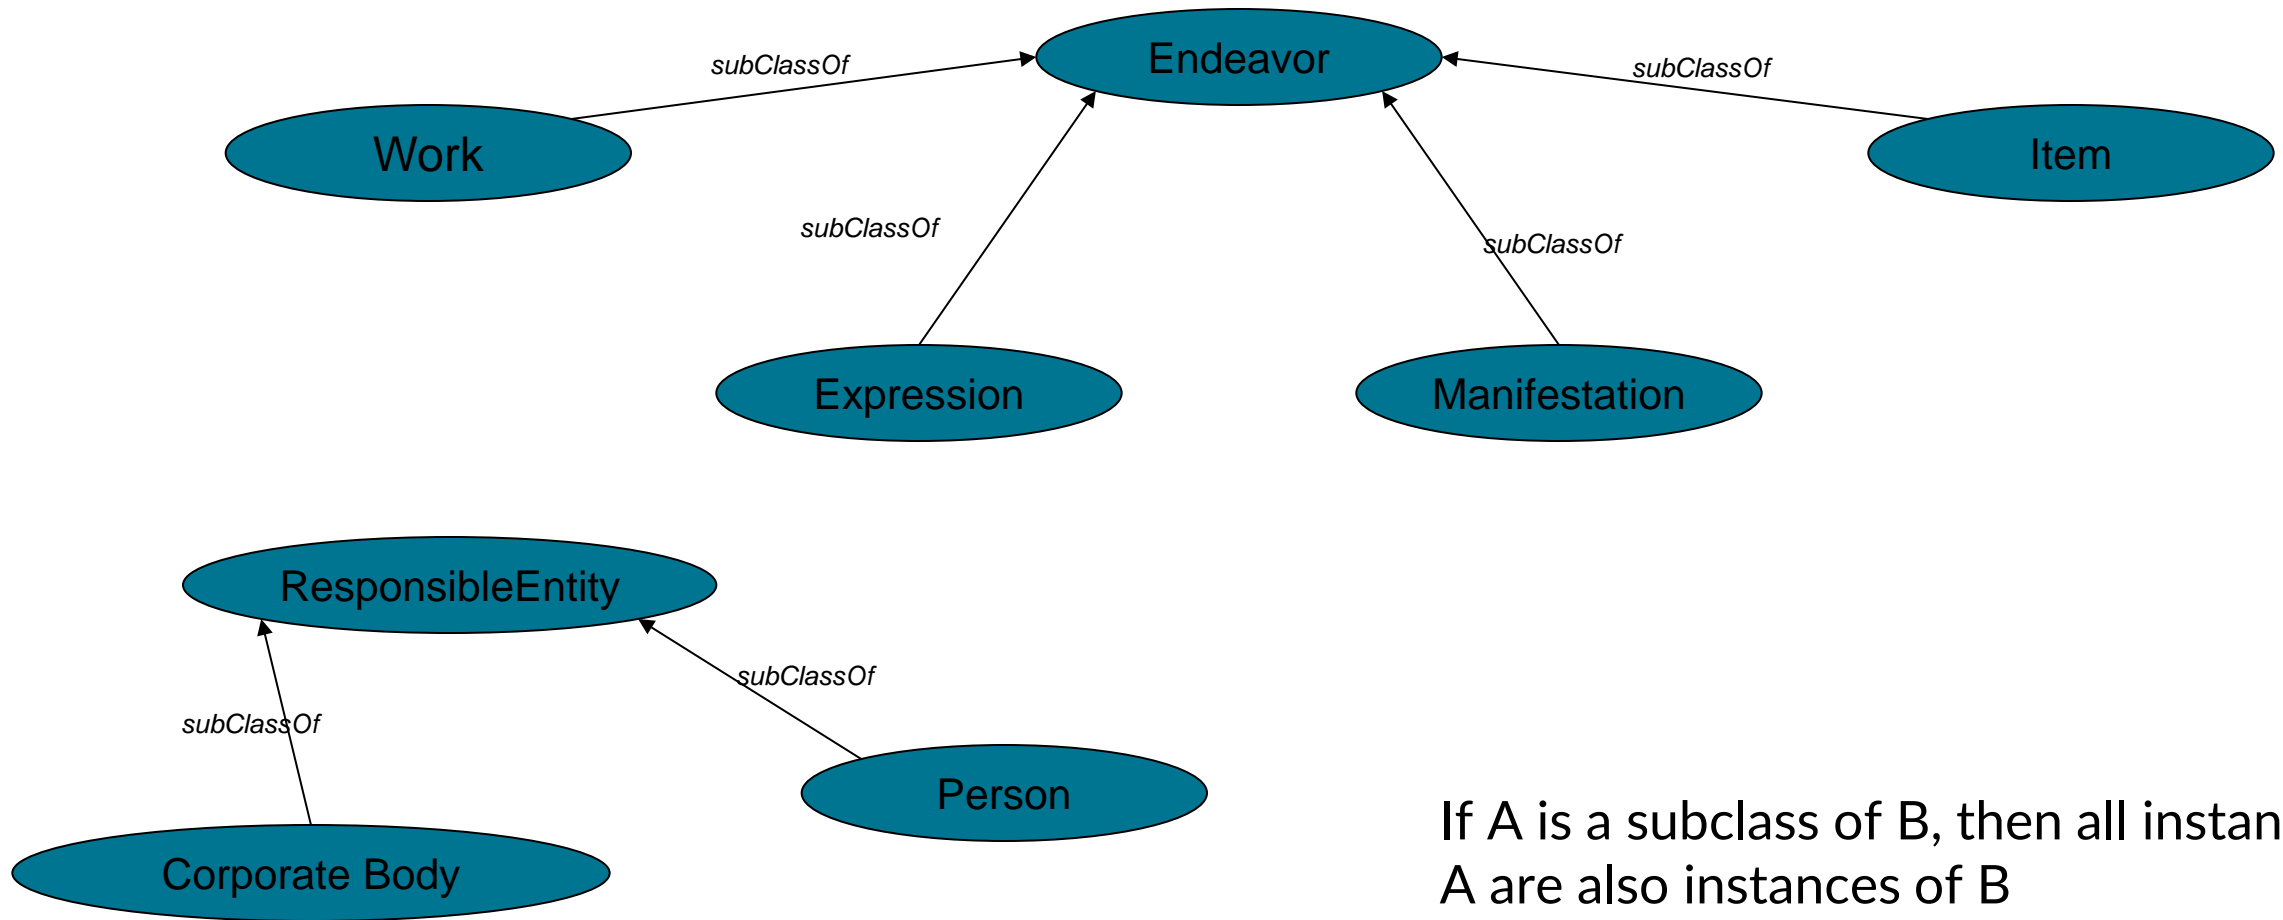 Endeavor
subClassOf
subClassOf
Work
Item
subClassOf
subClassOf
Expression
Manifestation
ResponsibleEntity
subClassOf
subClassOf
Person
Corporate Body
If A is a subclass of B, then all instan
A are also instances of B